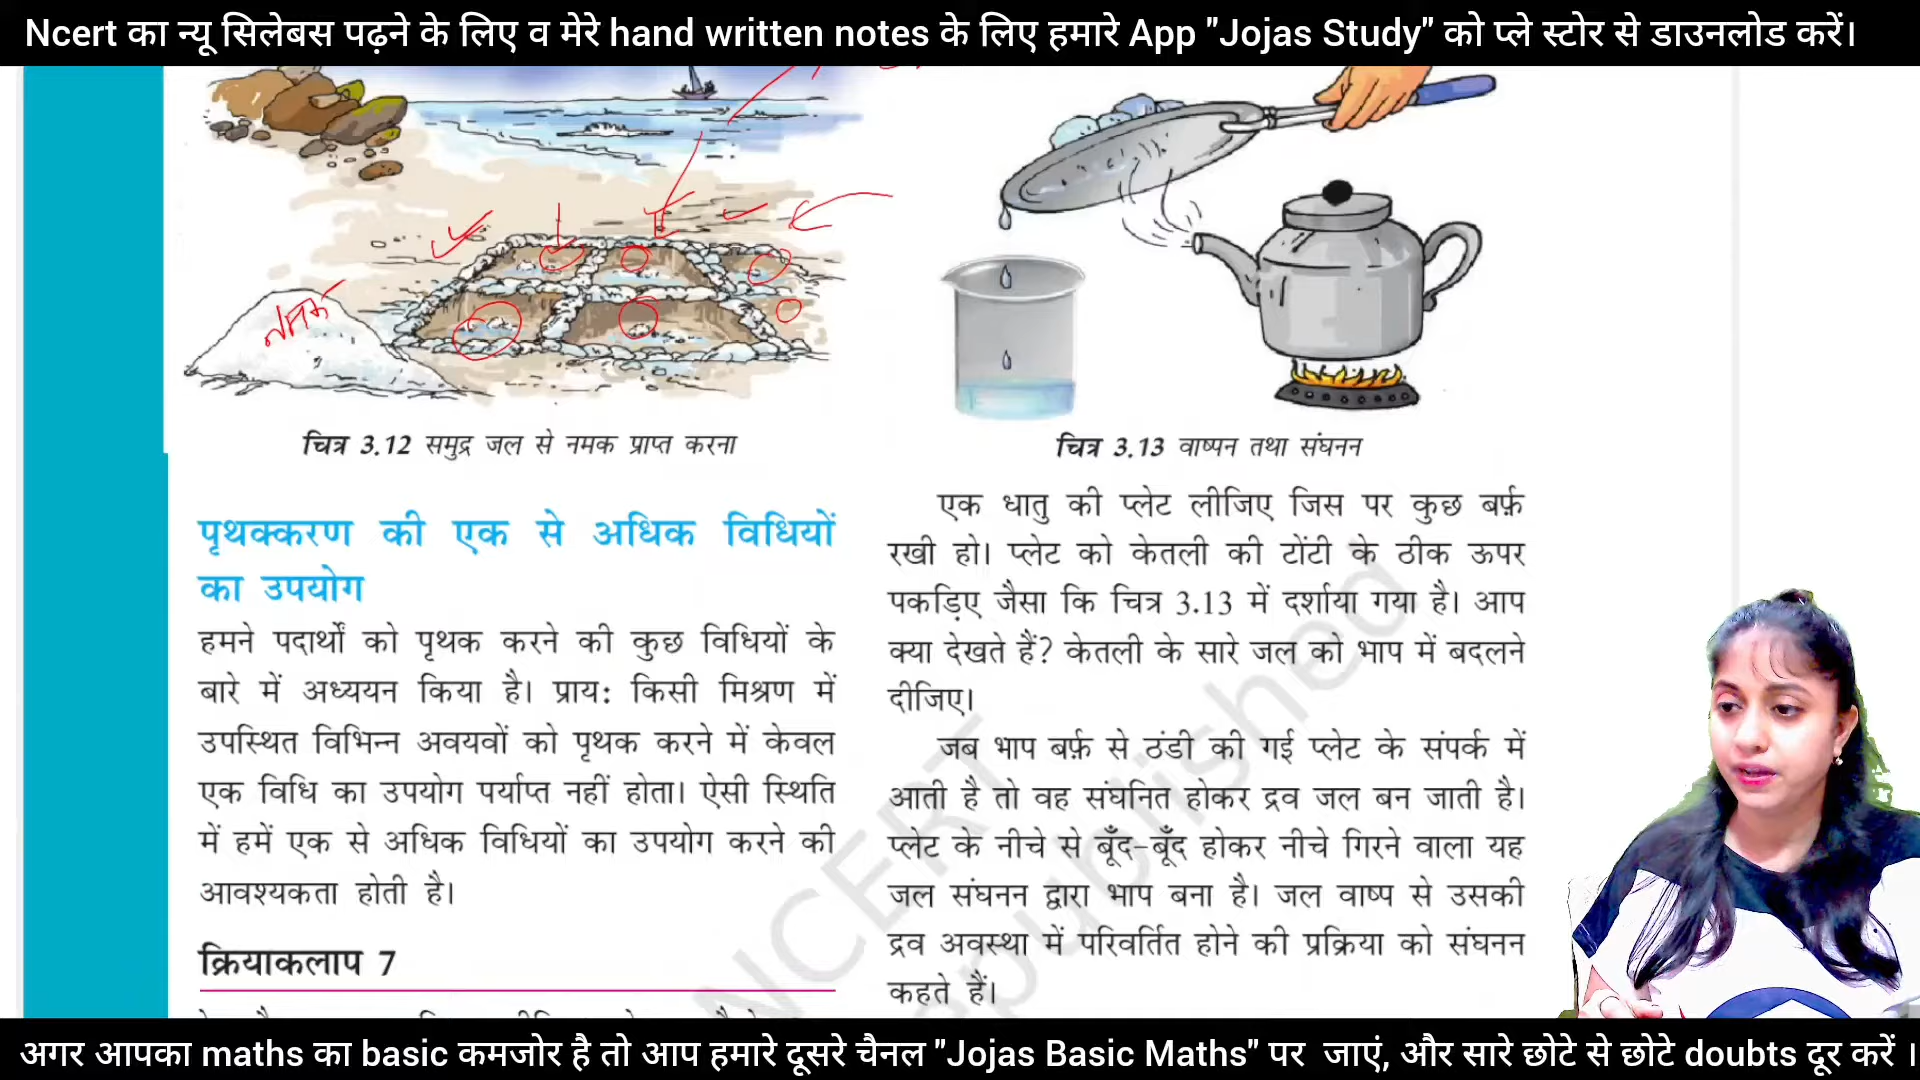 Ncert का न्यू सिलेबस पढ़ने के लिए व मेरे hand written notes के लिए हमारे App "Jojas Study" को प्ले स्टोर से डाउनलोड करें।
नमक
चित्र 3.12 समुद्र जल से नमक प्राप्त करना
पृथक्करण की एक से अधिक विधियों
का उपयोग
हमने पदार्थों को पृथक करने की कुछ विधियों के
बारे में अध्ययन किया है। प्राय: किसी मिश्रण में
उपस्थित विभिन्न अवयवों को पृथक करने में केवल
एक विधि का उपयोग पर्याप्त नहीं होता। ऐसी स्थिति
में हमें एक से अधिक विधियों का उपयोग करने की
आवश्यकता होती है।
क्रियाकलाप 7
चित्र 3.13 वाष्पन तथा संघनन
एक धातु की प्लेट लीजिए जिस पर कुछ बर्फ़
रखी हो। प्लेट को केतली की टोंटी के ठीक ऊपर
पकड़िए जैसा कि चित्र 3.13 में दर्शाया गया है। आप
क्या देखते हैं? केतली के सारे जल को भाप में बदलने
दीजिए।
जब भाप बर्फ़ से ठंडी की गई प्लेट के संपर्क में
आती है तो वह संघनित होकर द्रव जल बन जाती है।
प्लेट के नीचे से बूँद-बूँद होकर नीचे गिरने वाला यह
जल संघनन द्वारा भाप बना है। जल वाष्प से उसकी
द्रव अवस्था में परिवर्तित होने की प्रक्रिया को संघनन
कहते हैं।
NCERT
published
अगर आपका maths का basic कमजोर है तो आप हमारे दूसरे चैनल "Jojas Basic Maths" पर जाएं, और सारे छोटे से छोटे doubts दूर करें ।